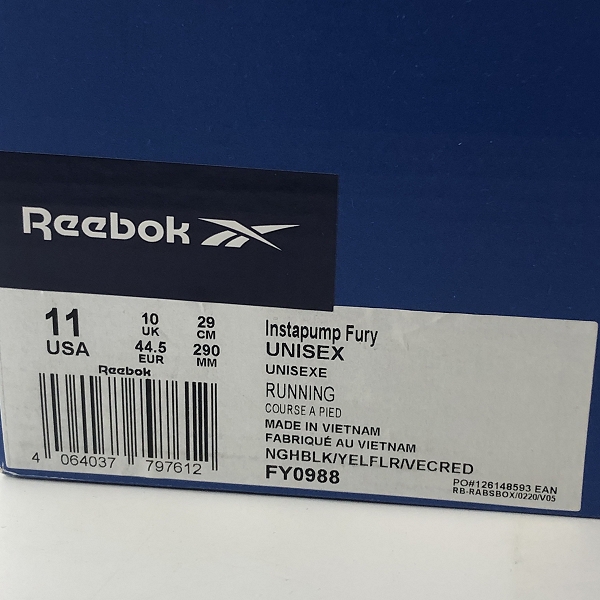 Reebok
11 10 29
USA UK CM
44.5 290
EUR MM
Reebok
4 064037 797612
Instapump Fury
UNISEX
UNISEXE
RUNNING
COURSE A PIED
MADE IN VIETNAM
FABRIQUÉ AU VIETNAM
NGHBLK/YELFLR/VECRED
FY0988
PO#126148593 EAN
RB-RABSBOX/0220/V05